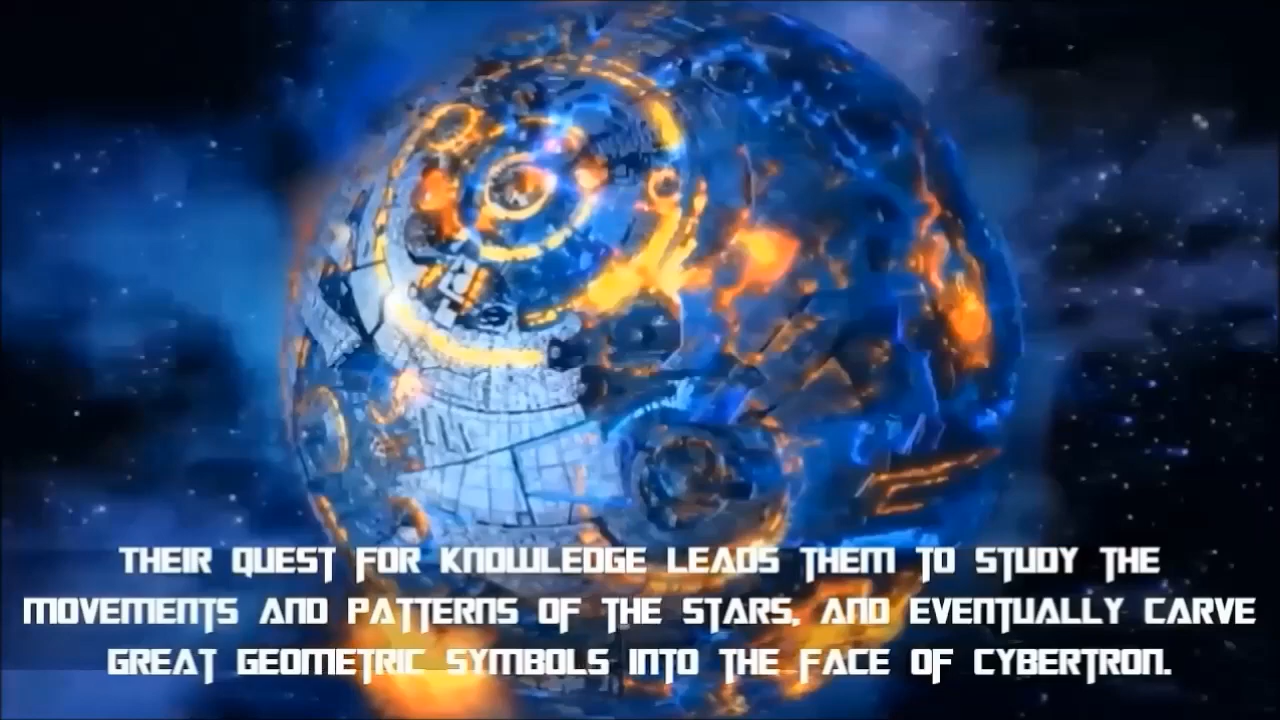 THEIR QUEST FOR KNOWLEDGE LEADS THEM TO STUDY THE
MOVEMENTS AND PATTERNS OF THE STARS, AND EVENTUALLY CARVE
GREAT GEOMETRIC SYMBOLS INTO THE FACE OF CYBERTRON.